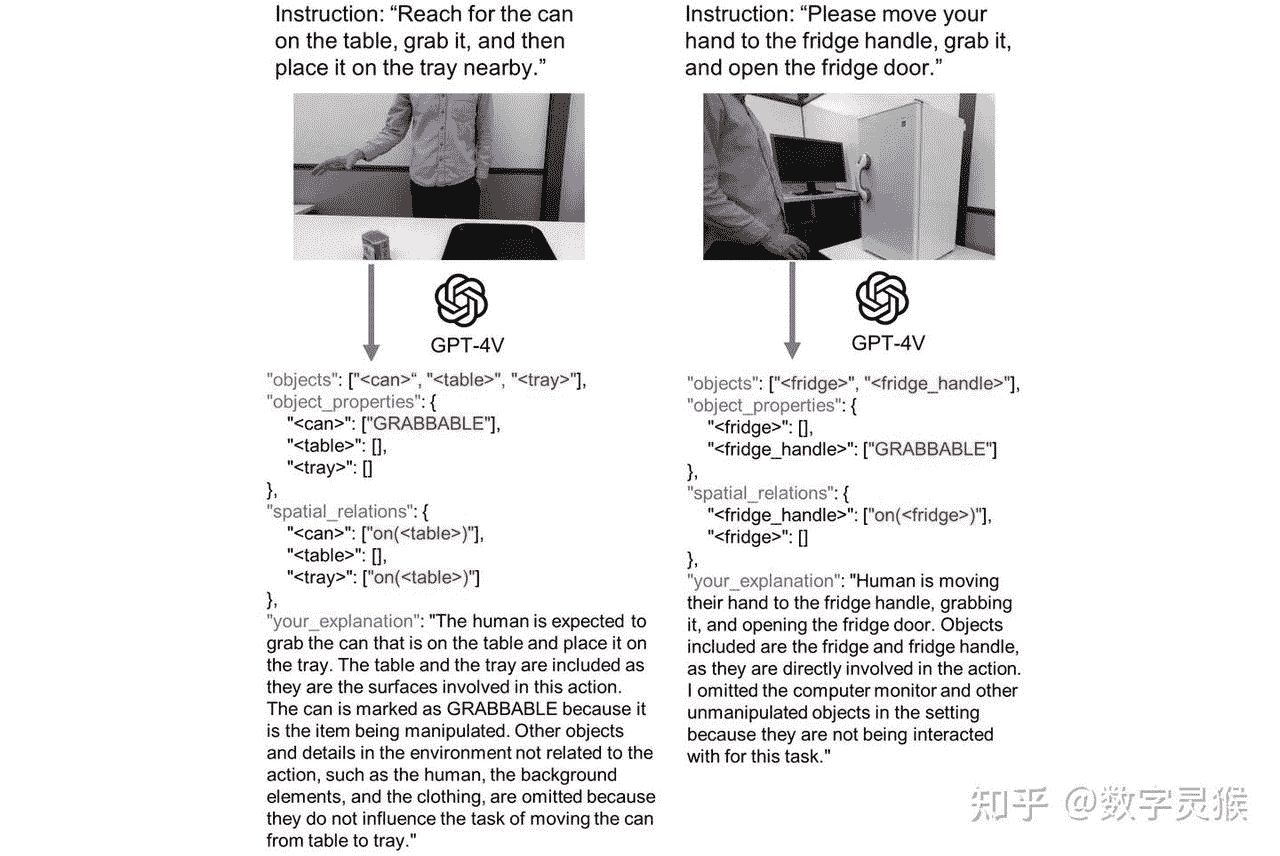 Instruction: “Reach for the can
on the table, grab it, and then
place it on the tray nearby.”
GPT-4V
"objects": ["<can>“, "<table>", "<tray>"],
"object_properties": {
"<can>": ["GRABBABLE"],
"<table>": [],
"<tray>": []
},
"spatial_relations": {
"<can>": ["on(<table>)"],
"<table>": [],
"<tray>": ["on(<table>)"]
},
"your_explanation": "The human is expected to
grab the can that is on the table and place it on
the tray. The table and the tray are included as
they are the surfaces involved in this action.
The can is marked as GRABBABLE because it
is the item being manipulated. Other objects
and details in the environment not related to the
action, such as the human, the background
elements, and the clothing, are omitted because
they do not influence the task of moving the can
from table to tray."
Instruction: “Please move your
hand to the fridge handle, grab it,
and open the fridge door.”
GPT-4V
"objects": ["<fridge>", "<fridge_handle>"],
"object_properties": {
"<fridge>": [],
"<fridge_handle>": ["GRABBABLE"]
},
"spatial_relations": {
"<fridge_handle>": ["on(<fridge>)"],
"<fridge>": []
},
"your_explanation": "Human is moving
their hand to the fridge handle, grabbing
it, and opening the fridge door. Objects
included are the fridge and fridge handle,
as they are directly involved in the action.
I omitted the computer monitor and other
unmanipulated objects in the setting
because they are not being interacted
with for this task."
知乎 @数字灵猴